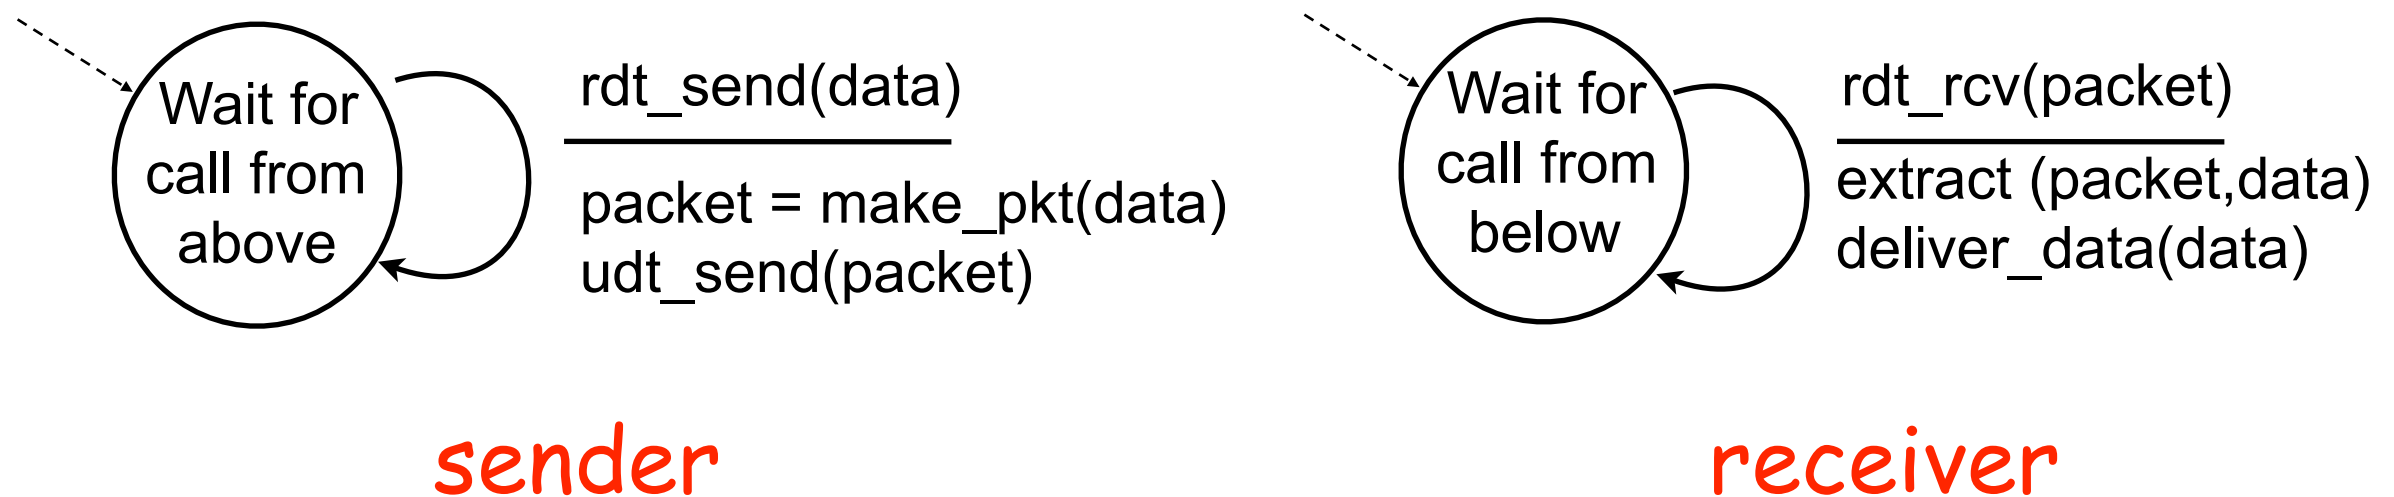 Wait for
call from
above
rdt_send(data)
packet = make_pkt(data)
udt_send(packet)
sender
Wait for
call from
below
rdt_rcv(packet)
extract (packet,data)
deliver_data(data)
receiver